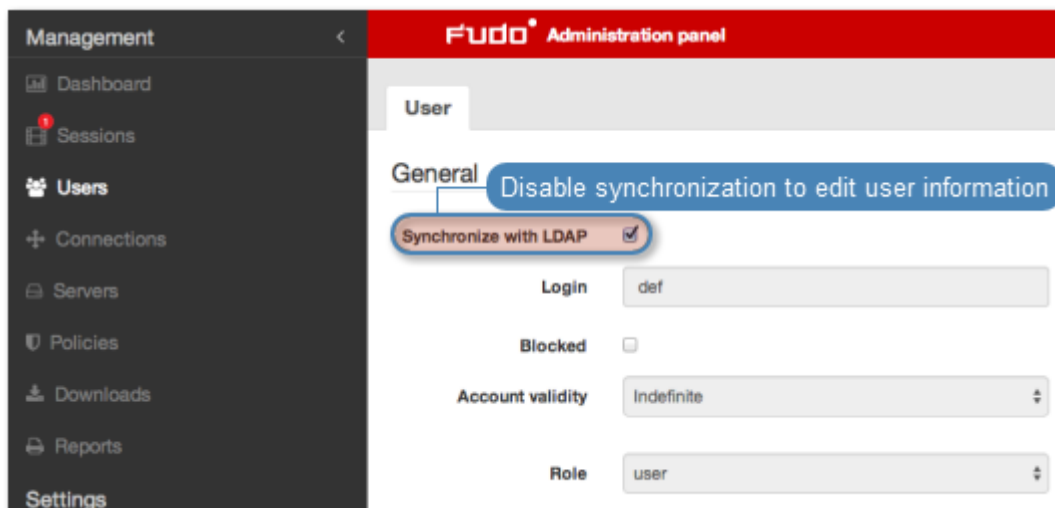 Management
FUDO Administration panel
Dashboard
User
1
Sessions
General
Disable synchronization to edit user information
Users
Synchronize with LDAP
Connections
Login def
Servers
Blocked
Policies
Account validity Indefinite
Downloads
Reports
Role user
Settings